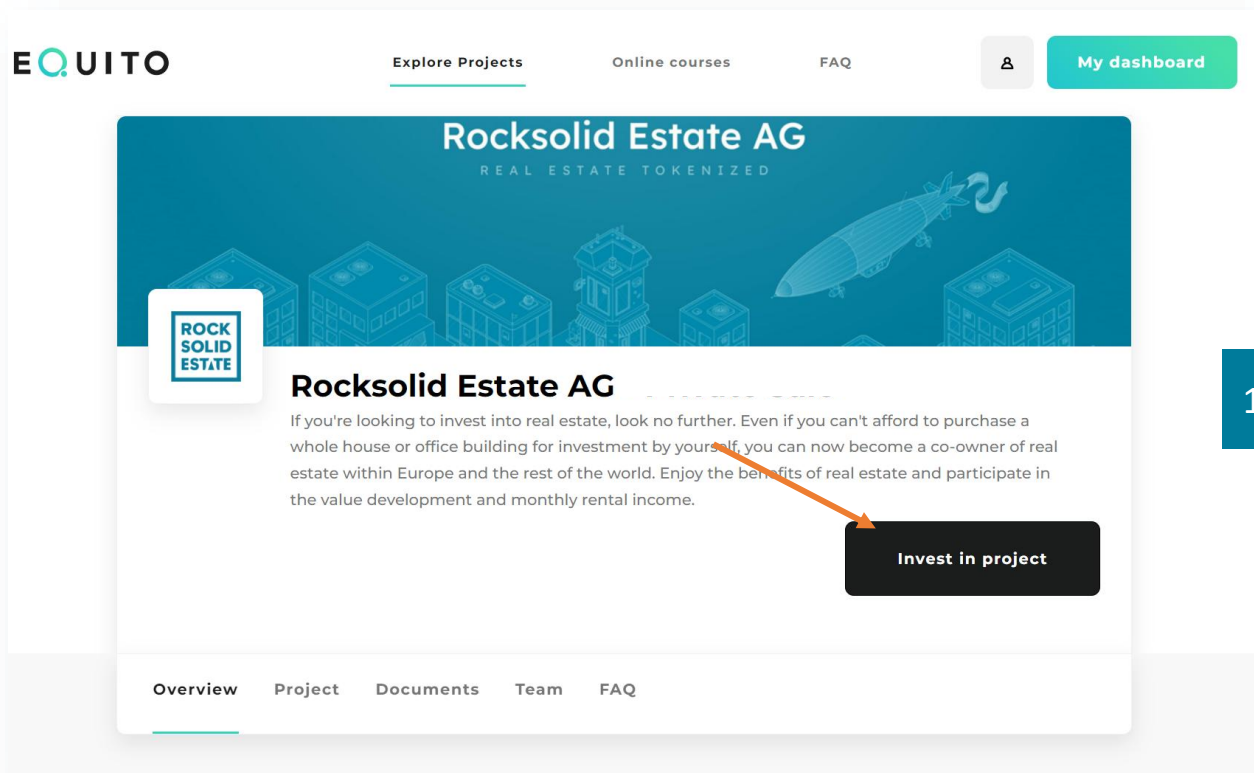 EQUITO
Explore Projects
Online courses
FAQ
My dashboard
Rocksolid Estate AG
REAL ESTATE TOKENIZED
ROCK
SOLID
ESTATE
Rocksolid Estate AG
If you're looking to invest into real estate, look no further. Even if you can't afford to purchase a
whole house or office building for investment by yourself, you can now become a co-owner of real
estate within Europe and the rest of the world. Enjoy the benefits of real estate and participate in
the value development and monthly rental income.
Invest in project
Overview
Project
Documents
Team
FAQ